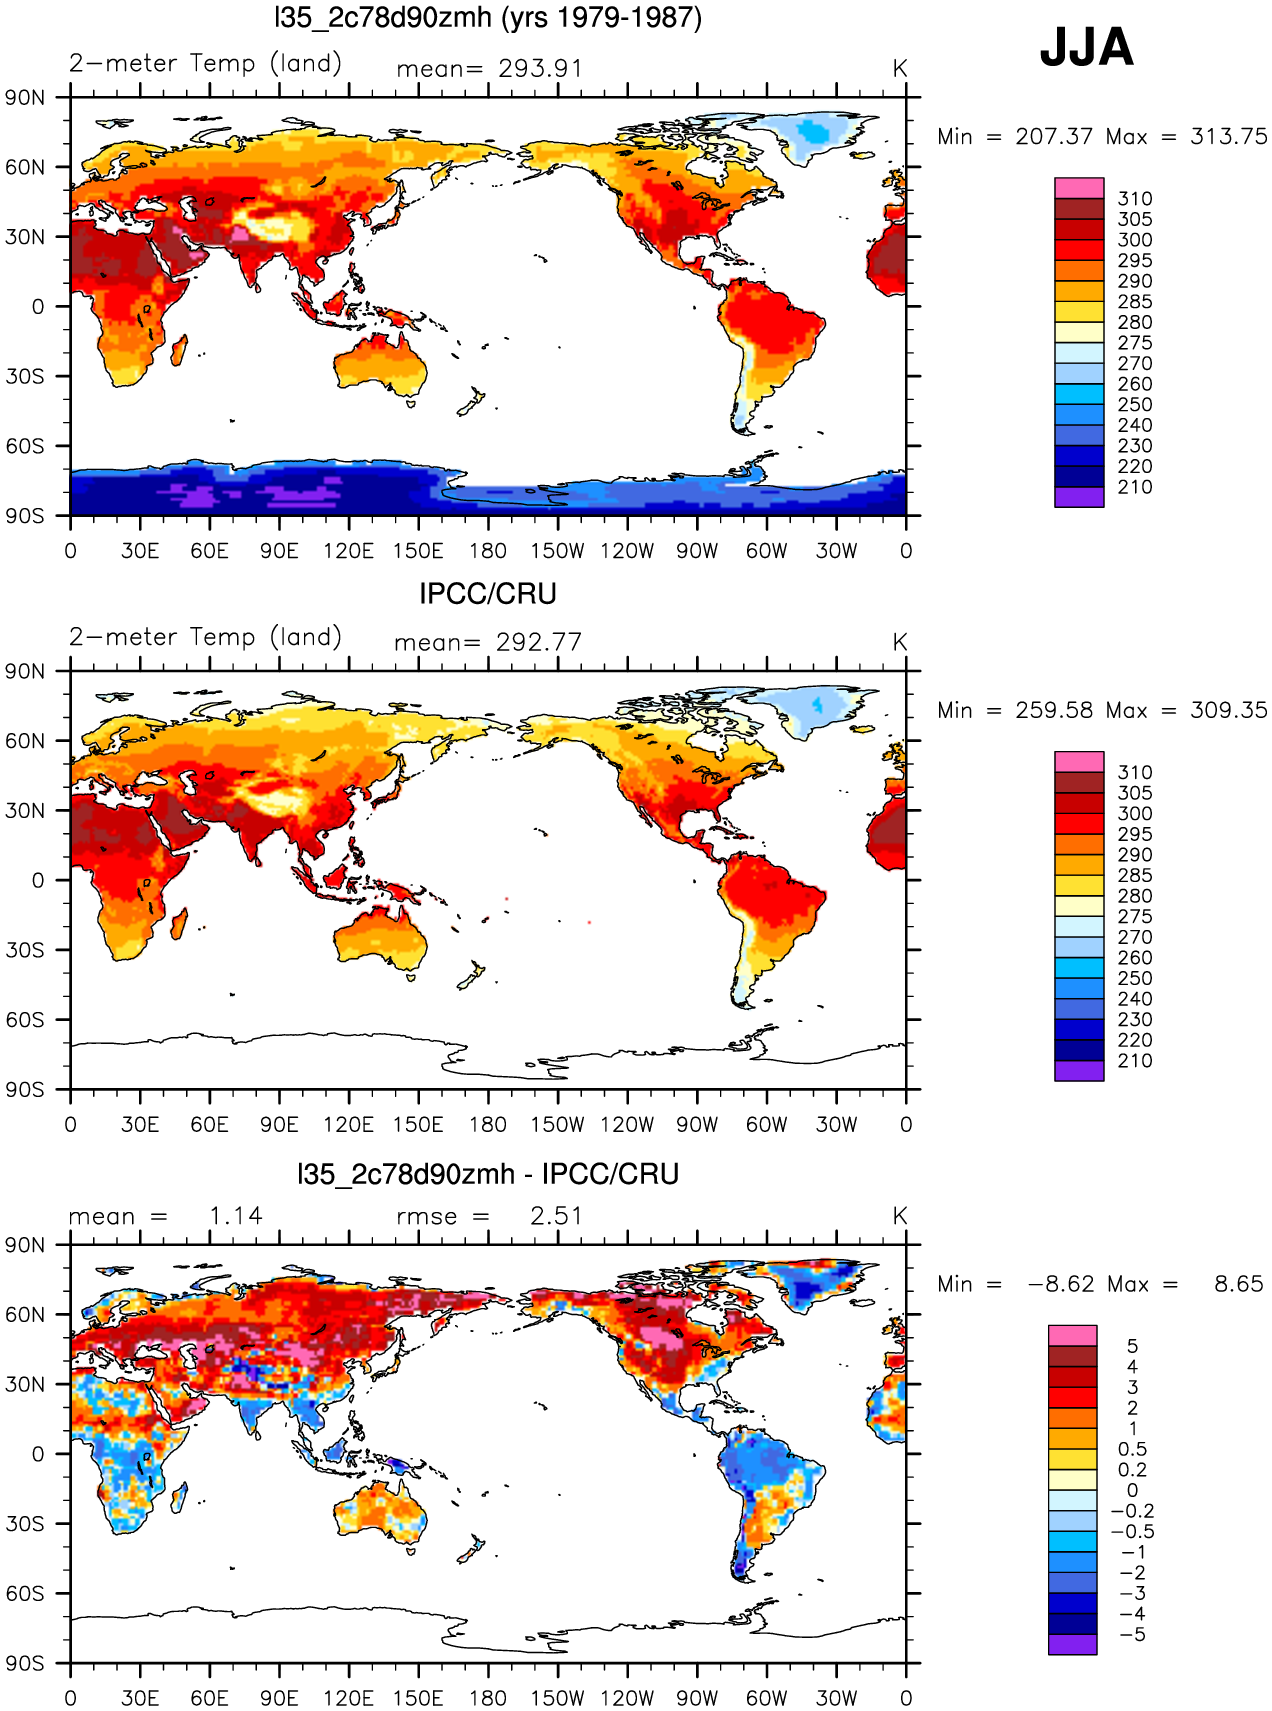 l35_2c78d90zmh (yrs 1979-1987)
JJA
2-meter Temp (land) mean= 293.91 K
Min = 207.37 Max = 313.75
90N
60N
30N
0
30S
60S
90S
0 30E 60E 90E 120E 150E 180 150W 120W 90W 60W 30W 0
310
305
300
295
290
285
280
275
270
260
250
240
230
220
210
IPCC/CRU
2-meter Temp (land) mean= 292.77 K
Min = 259.58 Max = 309.35
90N
60N
30N
0
30S
60S
90S
0 30E 60E 90E 120E 150E 180 150W 120W 90W 60W 30W 0
310
305
300
295
290
285
280
275
270
260
250
240
230
220
210
l35_2c78d90zmh - IPCC/CRU
mean = 1.14 rmse = 2.51 K
Min = -8.62 Max = 8.65
90N
60N
30N
0
30S
60S
90S
0 30E 60E 90E 120E 150E 180 150W 120W 90W 60W 30W 0
5
4
3
2
1
0.5
0.2
0
-0.2
-0.5
-1
-2
-3
-4
-5